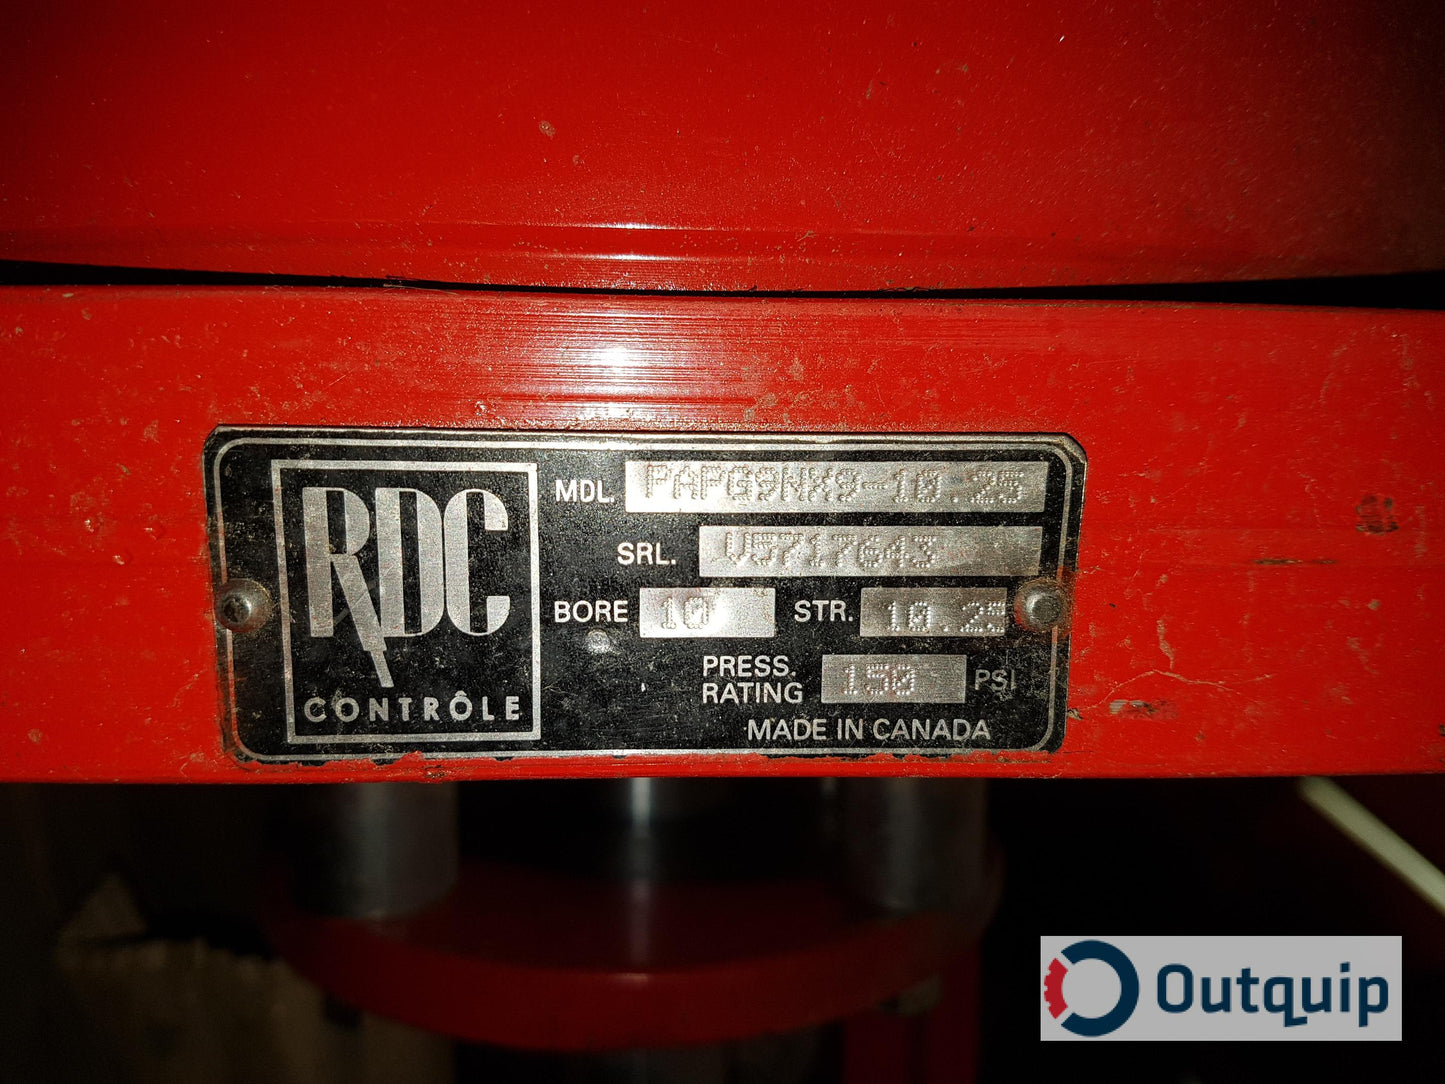 RDC
CONTRÔLE
MDL. PAPG9NX9-10.25
SRL. V5717643
BORE 10 STR. 10.25
PRESS.
RATING 150 PSI
MADE IN CANADA
Outquip